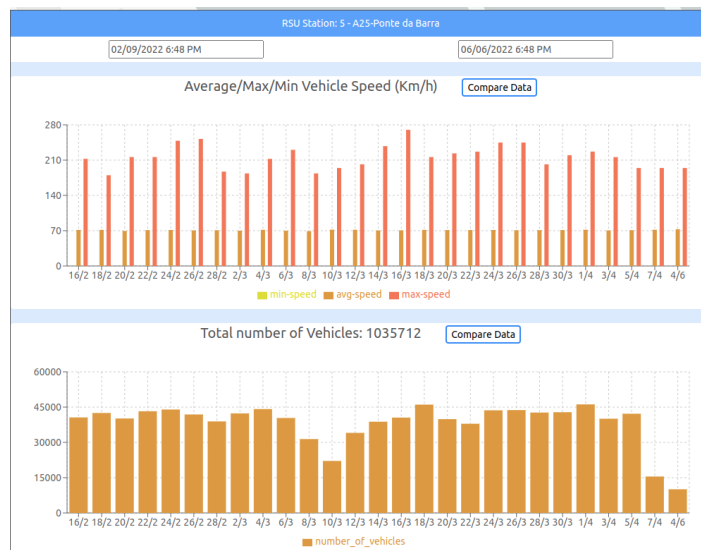 RSU Station: 5 - A25-Ponte da Barra
02/09/2022 6:48 PM 06/06/2022 6:48 PM
Average/Max/Min Vehicle Speed (Km/h) Compare Data
280
210
140
70
0
16/2 18/2 20/2 22/2 24/2 26/2 28/2 2/3 4/3 6/3 8/3 10/3 12/3 14/3 16/3 18/3 20/3 22/3 24/3 26/3 28/3 30/3 1/4 3/4 5/4 7/4 4/6
min-speed avg-speed max-speed
Total number of Vehicles: 1035712 Compare Data
60000
45000
30000
15000
0
16/2 18/2 20/2 22/2 24/2 26/2 28/2 2/3 4/3 6/3 8/3 10/3 12/3 14/3 16/3 18/3 20/3 22/3 24/3 26/3 28/3 30/3 1/4 3/4 5/4 7/4 4/6
number_of_vehicles